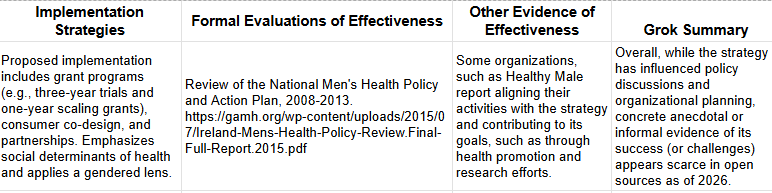 Implementation
Strategies
Formal Evaluations of Effectiveness
Other Evidence of
Effectiveness
Grok Summary
Proposed implementation
includes grant programs
(e.g., three-year trials and
one-year scaling grants),
consumer co-design, and
partnerships. Emphasizes
social determinants of health
and applies a gendered lens.
Review of the National Men's Health Policy
and Action Plan, 2008-2013.
https://gamh.org/wp-content/uploads/2015/0
7/Ireland-Mens-Health-Policy-Review.Final-
Full-Report.2015.pdf
Some organizations,
such as Healthy Male
report aligning their
activities with the strategy
and contributing to its
goals, such as through
health promotion and
research efforts.
Overall, while the strategy
has influenced policy
discussions and
organizational planning,
concrete anecdotal or
informal evidence of its
success (or challenges)
appears scarce in open
sources as of 2026.